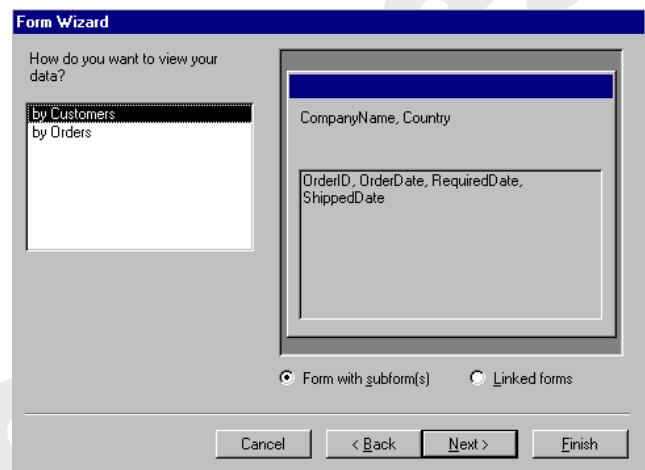 Form Wizard
How do you want to view your
data?
by Customers
by Orders
CompanyName, Country
OrderID, OrderDate, RequiredDate,
ShippedDate
Form with subform(s)
Linked forms
Cancel
< Back
Next >
Finish